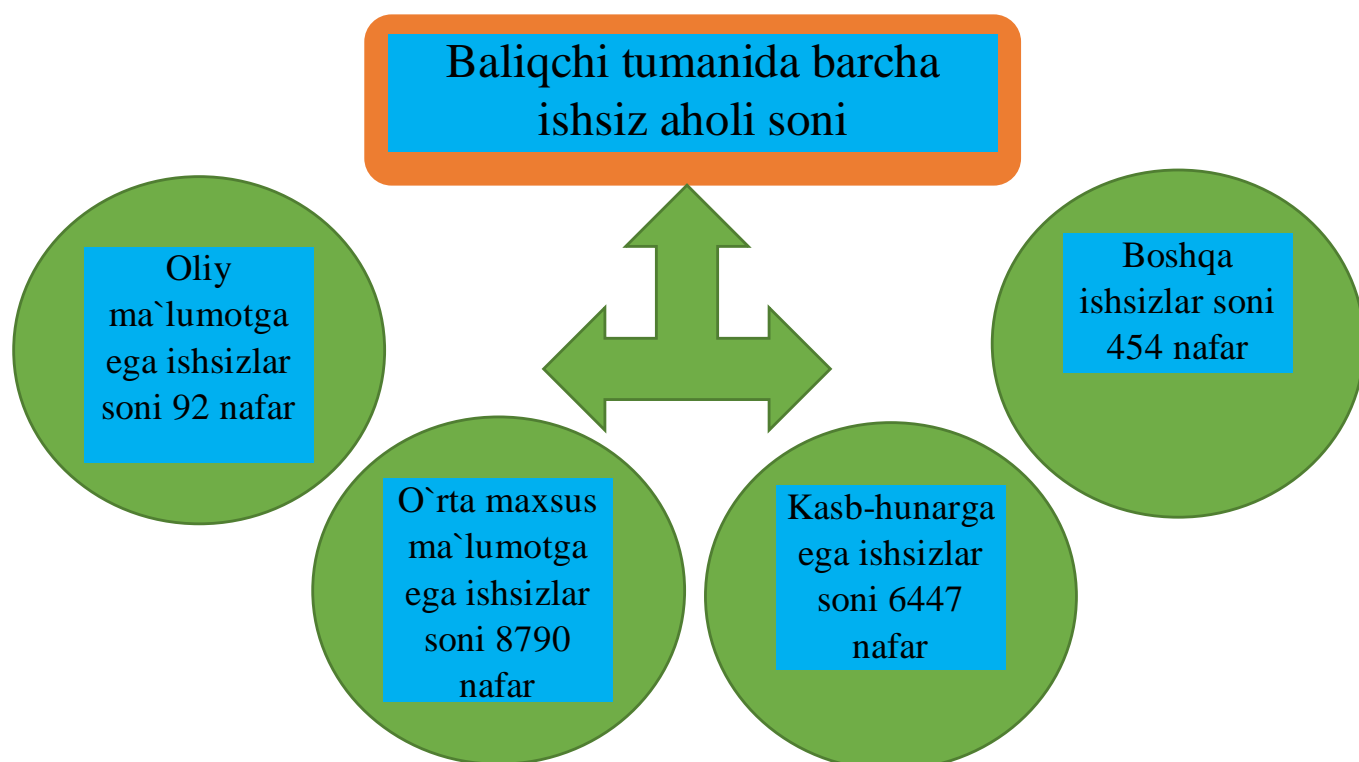 Baliqchi tumanida barcha
ishsiz aholi soni
Oliy
ma`lumotga
ega ishsizlar
soni 92 nafar
O`rta maxsus
ma`lumotga
ega ishsizlar
soni 8790
nafar
Kasb-hunarga
ega ishsizlar
soni 6447
nafar
Boshqa
ishsizlar soni
454 nafar